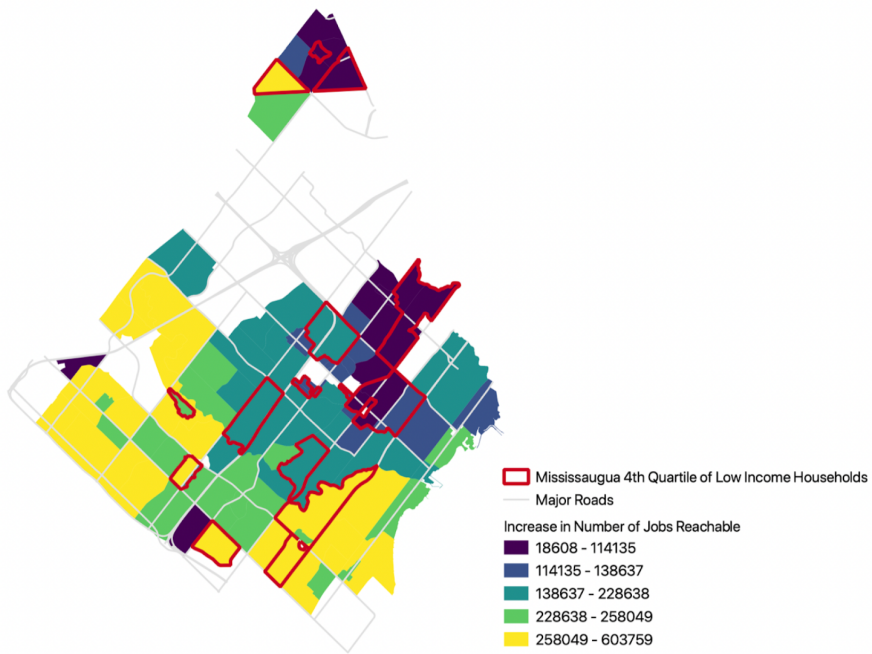 Mississaugua 4th Quartile of Low Income Households
Major Roads
Increase in Number of Jobs Reachable
18608 - 114135
114135 - 138637
138637 - 228638
228638 - 258049
258049 - 603759